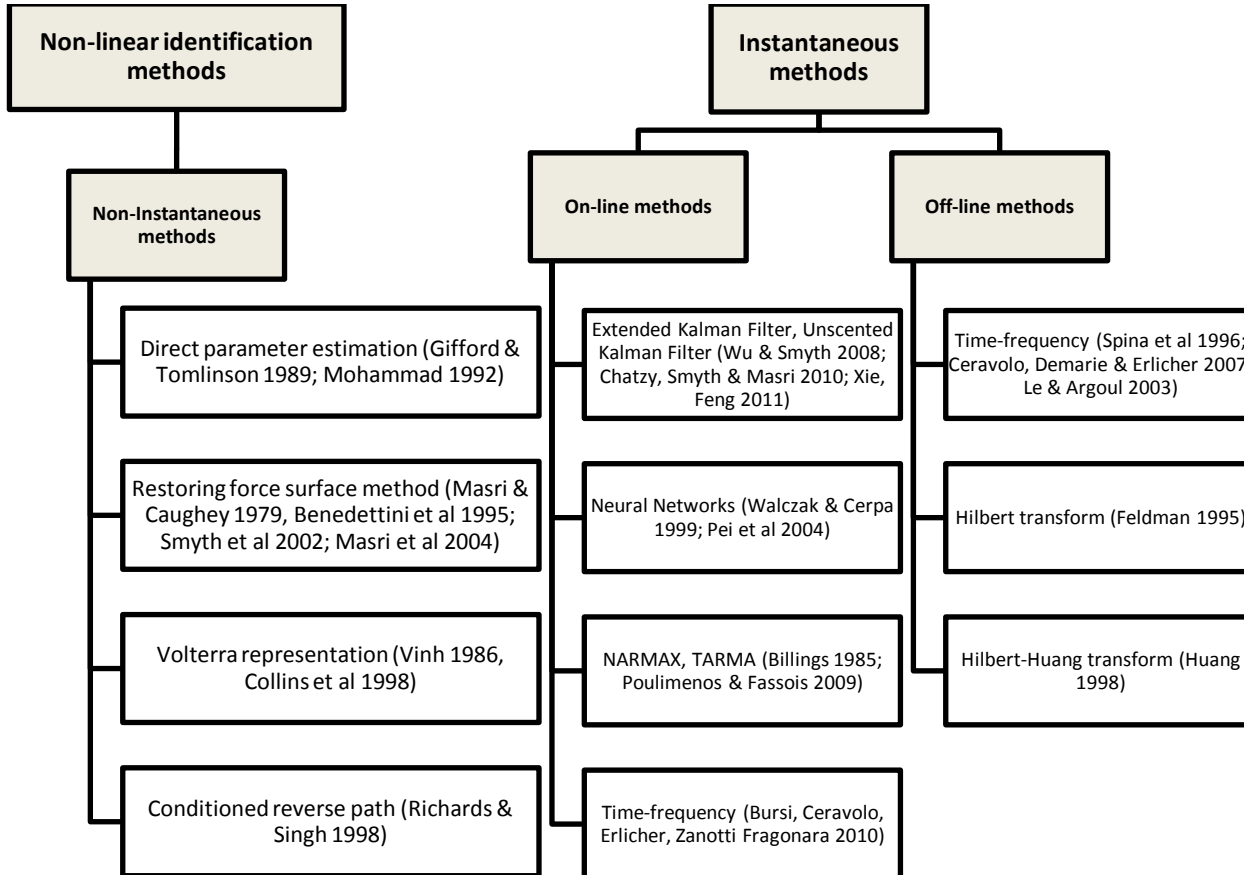 Non-linear identification
methods
Non-Instantaneous
methods
Direct parameter estimation (Gifford &
Tomlinson 1989; Mohammad 1992)
Restoring force surface method (Masri &
Caughey 1979, Benedettini et al 1995;
Smyth et al 2002; Masri et al 2004)
Volterra representation (Vinh 1986,
Collins et al 1998)
Conditioned reverse path (Richards &
Singh 1998)
Instantaneous
methods
On-line methods
Extended Kalman Filter, Unscented
Kalman Filter (Wu & Smyth 2008;
Chatzy, Smyth & Masri 2010; Xie,
Feng 2011)
Neural Networks (Walczak & Cerpa
1999; Pei et al 2004)
NARMAX, TARMA (Billings 1985;
Poulimenos & Fassois 2009)
Time-frequency (Bursi, Ceravolo,
Erlicher, Zanotti Fragonara 2010)
Off-line methods
Time-frequency (Spina et al 1996;
Ceravolo, Demarie & Erlicher 2007
Le & Argoul 2003)
Hilbert transform (Feldman 1995)
Hilbert-Huang transform (Huang
1998)